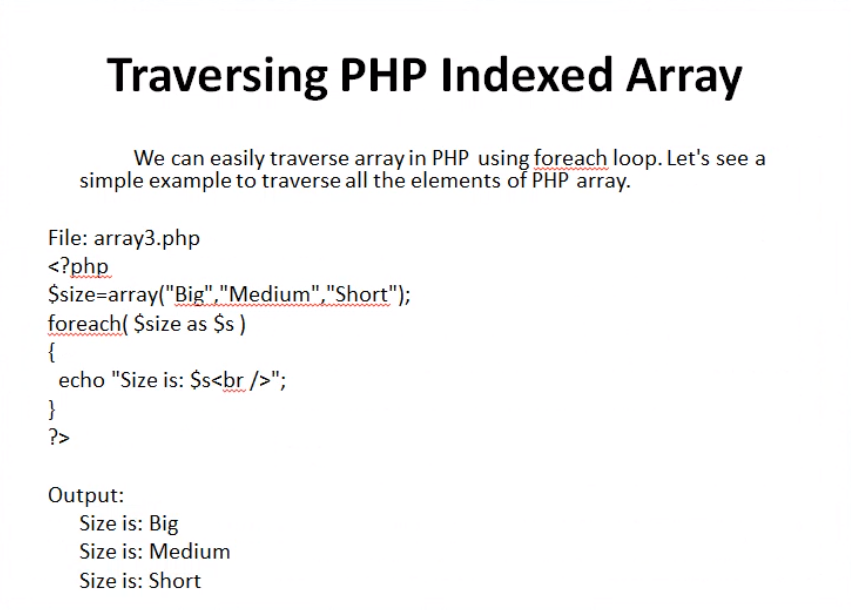 Traversing PHP Indexed Array
We can easily traverse array in PHP using foreach loop. Let's see a
simple example to traverse all the elements of PHP array.
File: array3.php
<?php
$size=array("Big","Medium","Short");
foreach( $size as $s )
{
echo "Size is: $s<br />";
}
?>
Output:
Size is: Big
Size is: Medium
Size is: Short